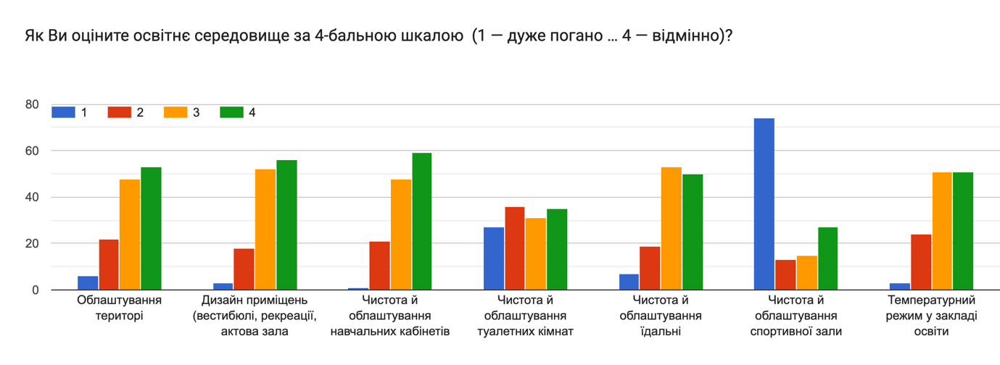 Як Ви оціните освітнє середовище за 4-бальною шкалою  (1 — дуже погано ... 4 — відмінно)?
80
1 2 3 4
60
40
20
0
Облаштування
територі
Дизайн приміщень
(вестибюлі, рекреації,
актова зала
Чистота й
облаштування
навчальних кабінетів
Чистота й
облаштування
туалетних кімнат
Чистота й
облаштування
їдальні
Чистота й
облаштування
спортивної зали
Температурний
режим у закладі
освіти